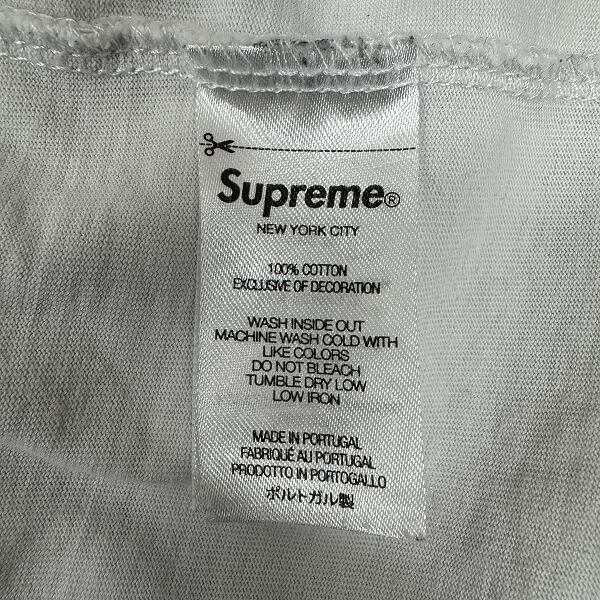 Supreme®
NEW YORK CITY
100% COTTON
EXCLUSIVE OF DECORATION
WASH INSIDE OUT
MACHINE WASH COLD WITH
LIKE COLORS
DO NOT BLEACH
TUMBLE DRY LOW
LOW IRON
MADE IN PORTUGAL
FABRIQUÉ AU PORTUGAL
PRODOTTO IN PORTOGALLO
ポルトガル製